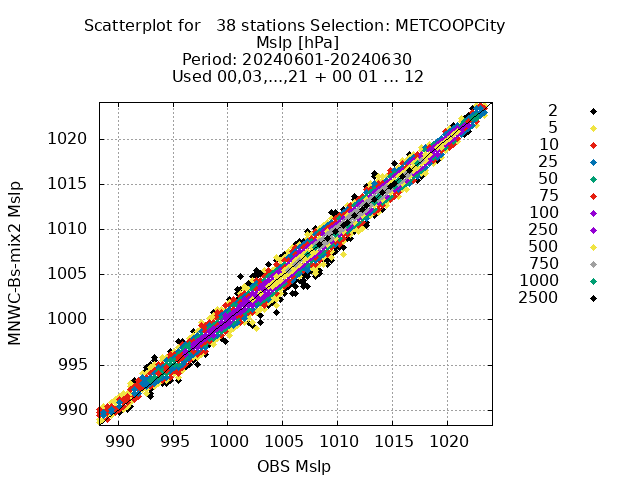 Scatterplot for   38 stations Selection: METCOOPCity
Mslp [hPa]
Period: 20240601-20240630
Used 00,03,...,21 + 00 01 ... 12
MNWC-Bs-mix2 Mslp
1020
1015
1010
1005
1000
995
990
990 995 1000 1005 1010 1015 1020
OBS Mslp
2
5
10
25
50
75
100
250
500
750
1000
2500